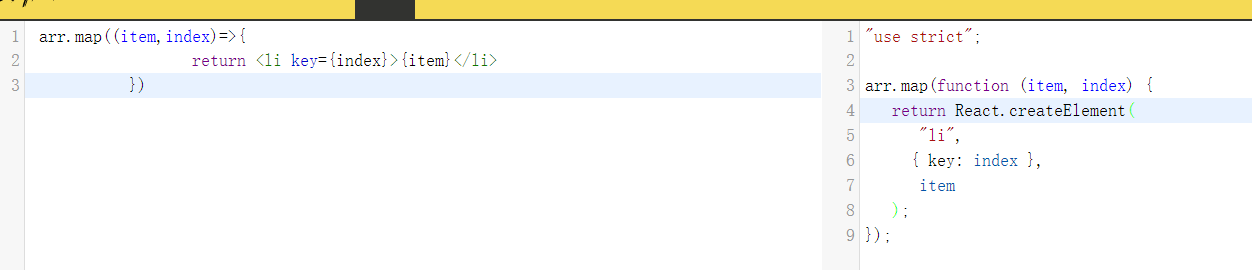 1 arr.map((item,index)=>{
2 return <li key={index}>{item}</li>
3 })
1 "use strict";
2
3 arr.map(function (item, index) {
4 return React.createElement(
5 "li",
6 { key: index },
7 item
8 );
9 });